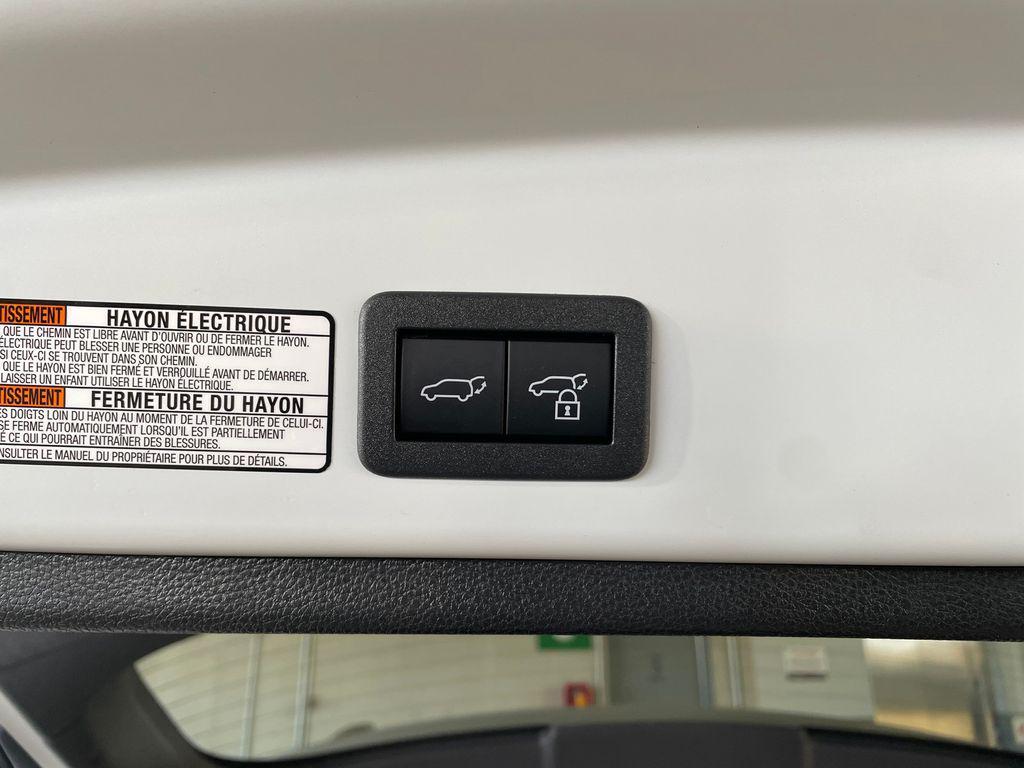 TISSEMENT HAYON ÉLECTRIQUE
QUE LE CHEMIN EST LIBRE AVANT D'OUVRIR OU DE FERMER LE HAYON.
ÉLECTRIQUE PEUT BLESSER UNE PERSONNE OU ENDOMMAGER
SI CEUX-CI SE TROUVENT DANS SON CHEMIN.
QUE LE HAYON EST BIEN FERMÉ ET VERROUILLÉ AVANT DE DÉMARRER.
LAISSER UN ENFANT UTILISER LE HAYON ÉLECTRIQUE.
TISSEMENT FERMETURE DU HAYON
ES DOIGTS LOIN DU HAYON AU MOMENT DE LA FERMETURE DE CELUI-CI.
SE FERME AUTOMATIQUEMENT LORSQU'IL EST PARTIELLEMENT
É CE QUI POURRAIT ENTRAÎNER DES BLESSURES.
NSULTER LE MANUEL DU PROPRIÉTAIRE POUR PLUS DE DÉTAILS.